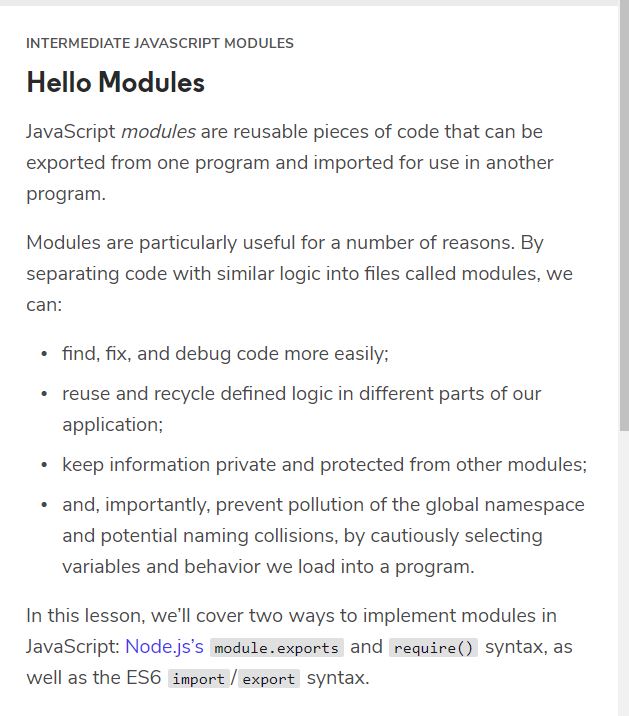 INTERMEDIATE JAVASCRIPT MODULES
Hello Modules
JavaScript modules are reusable pieces of code that can be
exported from one program and imported for use in another
program.
Modules are particularly useful for a number of reasons. By
separating code with similar logic into files called modules, we
can:
• find, fix, and debug code more easily;
• reuse and recycle defined logic in different parts of our
application;
• keep information private and protected from other modules;
• and, importantly, prevent pollution of the global namespace
and potential naming collisions, by cautiously selecting
variables and behavior we load into a program.
In this lesson, we’ll cover two ways to implement modules in
JavaScript: Node.js’s module.exports and require() syntax, as
well as the ES6 import/export syntax.